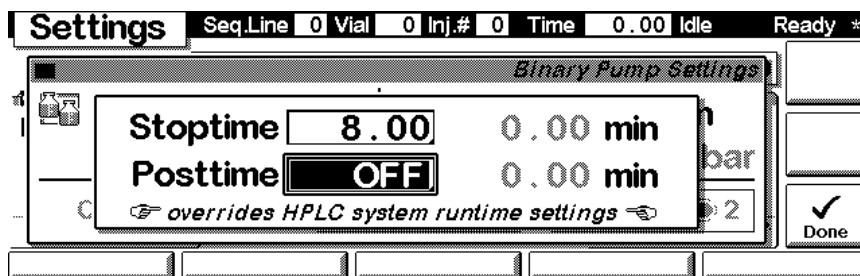 Settings Seq.Line 0 Vial 0 Inj.# 0 Time 0.00 Idle Ready *
Binary Pump Settings
Stoptime 8.00 0.00 min
bar
Posttime OFF 0.00 min
overrides HPLC system runtime settings
2
Done